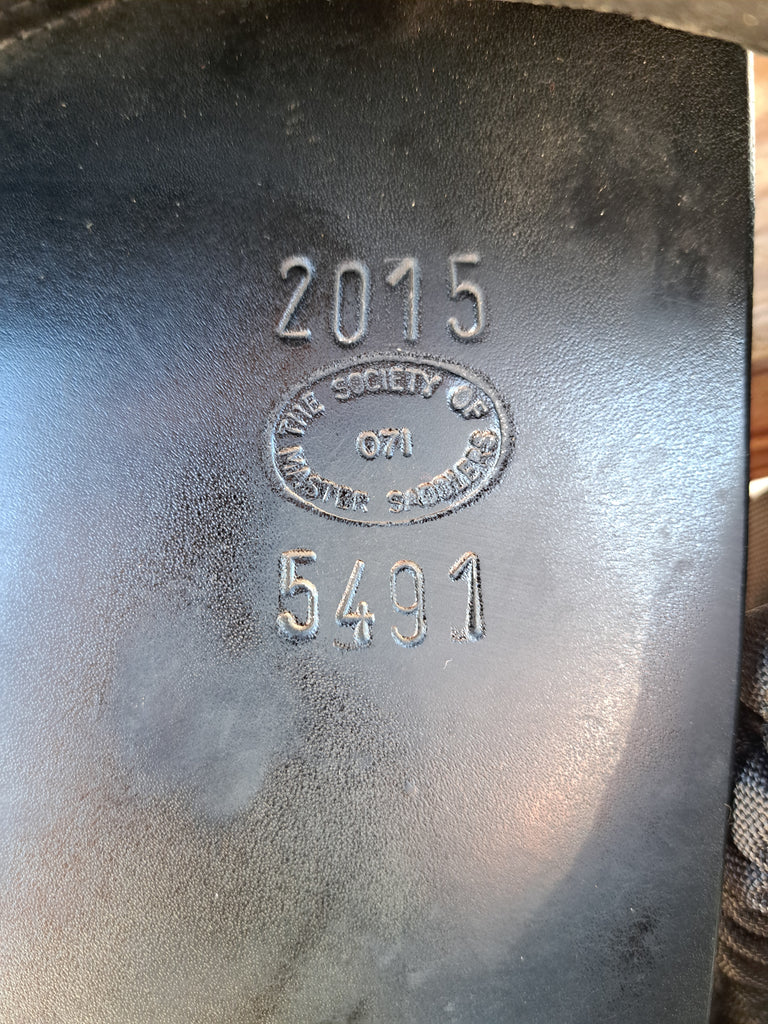 2015
THE SOCIETY OF
071
MASTER SADDLERS
5491